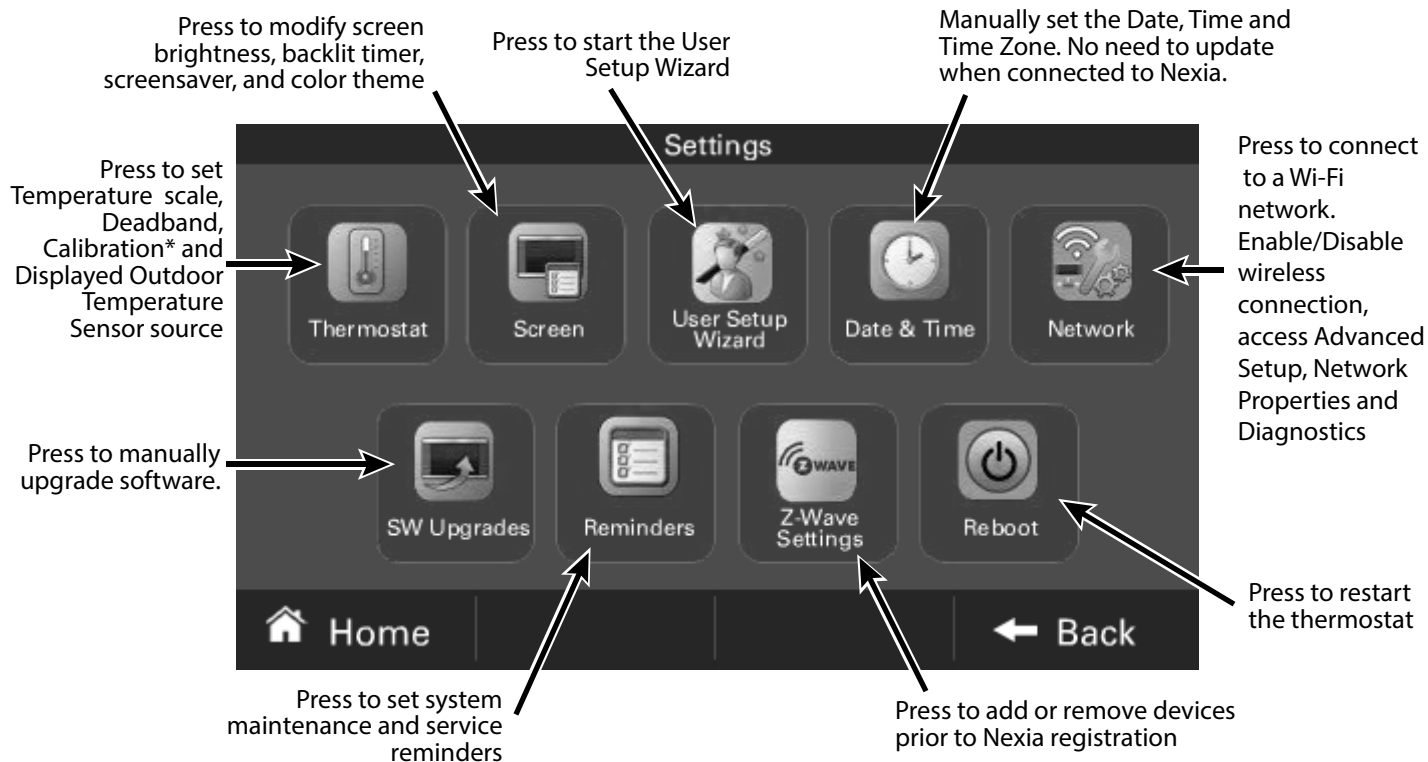 Press to modify screen
brightness, backlit timer,
screensaver, and color theme
Press to start the User
Setup Wizard
Manually set the Date, Time and
Time Zone. No need to update
when connected to Nexia.
Press to set
Temperature scale,
Deadband,
Calibration* and
Displayed Outdoor
Temperature
Sensor source
Settings
Press to connect
to a Wi-Fi
network.
Enable/Disable
wireless
connection,
access Advanced
Setup, Network
Properties and
Diagnostics
Thermostat
Screen
User Setup
Wizard
Date & Time
Network
Press to manually
upgrade software.
SW Upgrades
Reminders
Z WAVE
Z-Wave
Settings
Reboot
Press to restart
the thermostat
Home
Back
Press to set system
maintenance and service
reminders
Press to add or remove devices
prior to Nexia registration